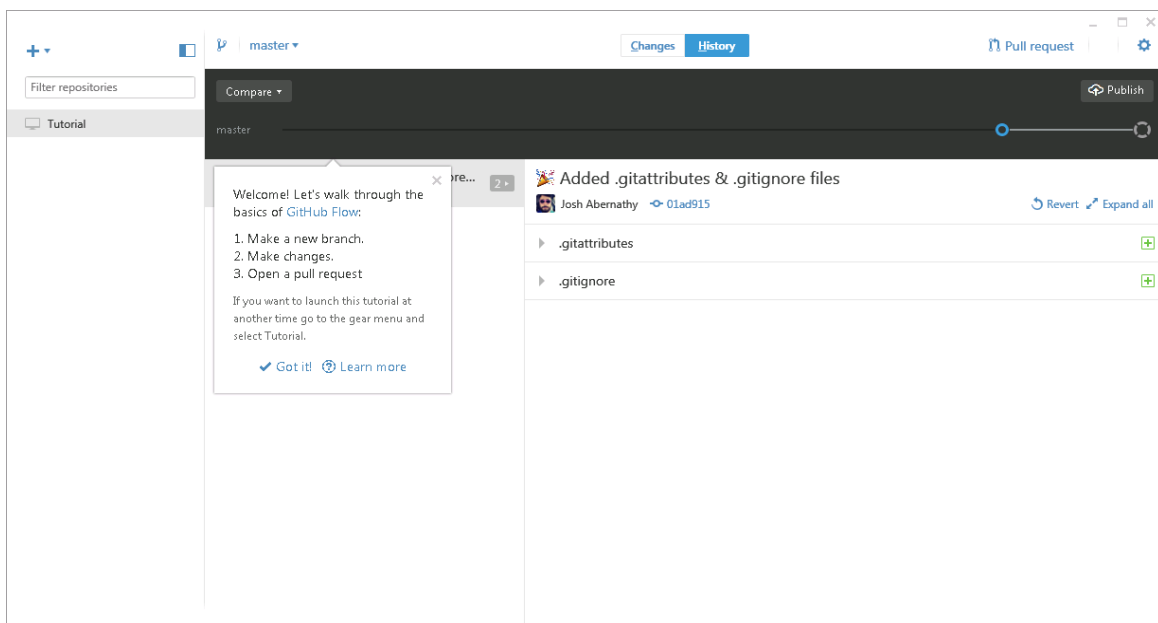 master
Changes
History
Pull request
Filter repositories
Tutorial
Compare
Publish
master
Welcome! Let's walk through the
basics of GitHub Flow:
1. Make a new branch.
2. Make changes.
3. Open a pull request
If you want to launch this tutorial at
another time go to the gear menu and
select Tutorial.
Got it! Learn more
2
Added .gitattributes & .gitignore files
Josh Abernathy 01ad915
Revert Expand all
.gitattributes
.gitignore